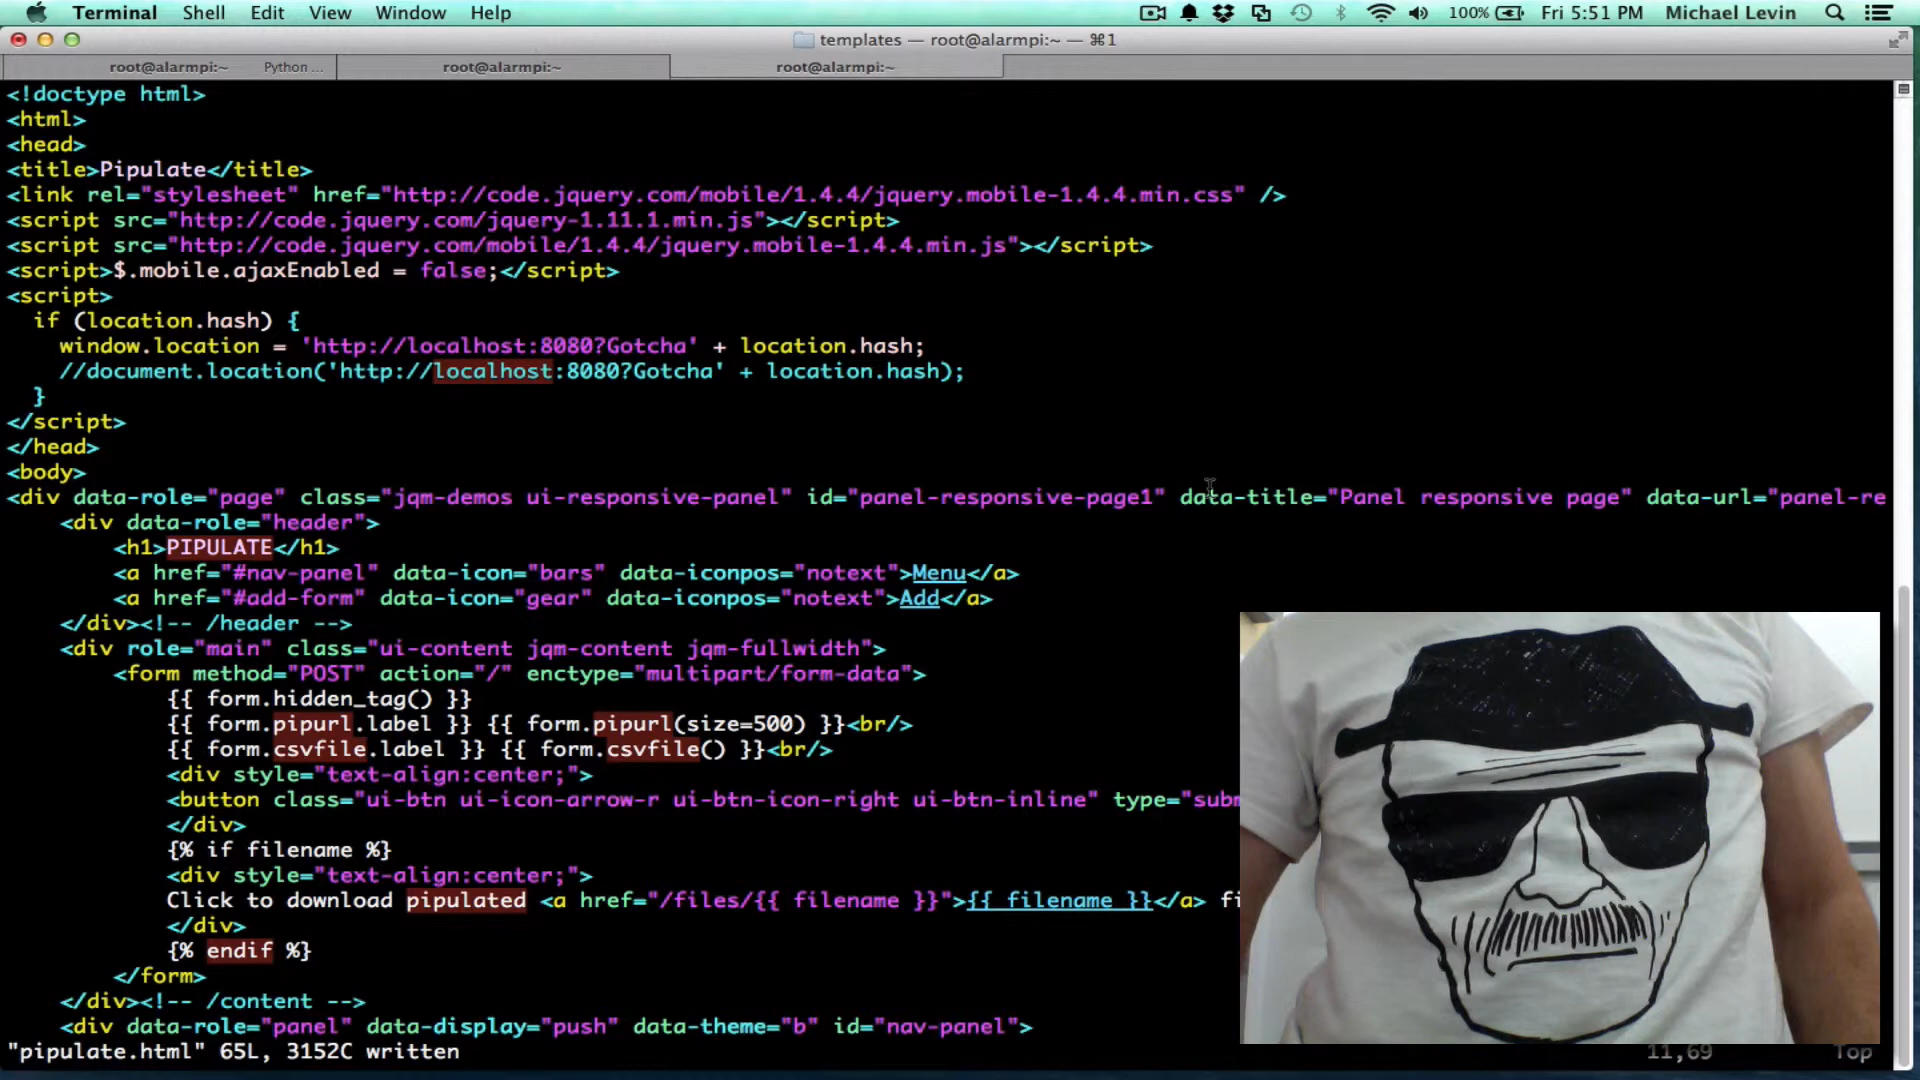 Terminal Shell Edit View Window Help 100% Fri 5:51 PM Michael Levin
templates — root@alarmpi:~ — ⌘1
root@alarmpi:~ Python ... root@alarmpi:~ root@alarmpi:~
<!doctype html>
<html>
<head>
<title>Pipulate</title>
<link rel="stylesheet" href="http://code.jquery.com/mobile/1.4.4/jquery.mobile-1.4.4.min.css" />
<script src="http://code.jquery.com/jquery-1.11.1.min.js"></script>
<script src="http://code.jquery.com/mobile/1.4.4/jquery.mobile-1.4.4.min.js"></script>
<script>$.mobile.ajaxEnabled = false;</script>
<script>
if (location.hash) {
window.location = 'http://localhost:8080?Gotcha' + location.hash;
//document.location('http://localhost:8080?Gotcha' + location.hash);
}
</script>
</head>
<body>
<div data-role="page" class="jqm-demos ui-responsive-panel" id="panel-responsive-page1" data-title="Panel responsive page" data-url="panel-re
<div data-role="header">
<h1>PIPULATE</h1>
<a href="#nav-panel" data-icon="bars" data-iconpos="notext">Menu</a>
<a href="#add-form" data-icon="gear" data-iconpos="notext">Add</a>
</div><!-- /header -->
<div role="main" class="ui-content jqm-content jqm-fullwidth">
<form method="POST" action="/" enctype="multipart/form-data">
{{ form.hidden_tag() }}
{{ form.pipurl.label }} {{ form.pipurl(size=500) }}<br/>
{{ form.csvfile.label }} {{ form.csvfile() }}<br/>
<div style="text-align:center;">
<button class="ui-btn ui-icon-arrow-r ui-btn-icon-right ui-btn-inline" type="subm
</div>
{% if filename %}
<div style="text-align:center;">
Click to download pipulated <a href="/files/{{ filename }}">{{ filename }}</a> fi
</div>
{% endif %}
</form>
</div><!-- /content -->
<div data-role="panel" data-display="push" data-theme="b" id="nav-panel">
"pipulate.html" 65L, 3152C written 11,69 Top